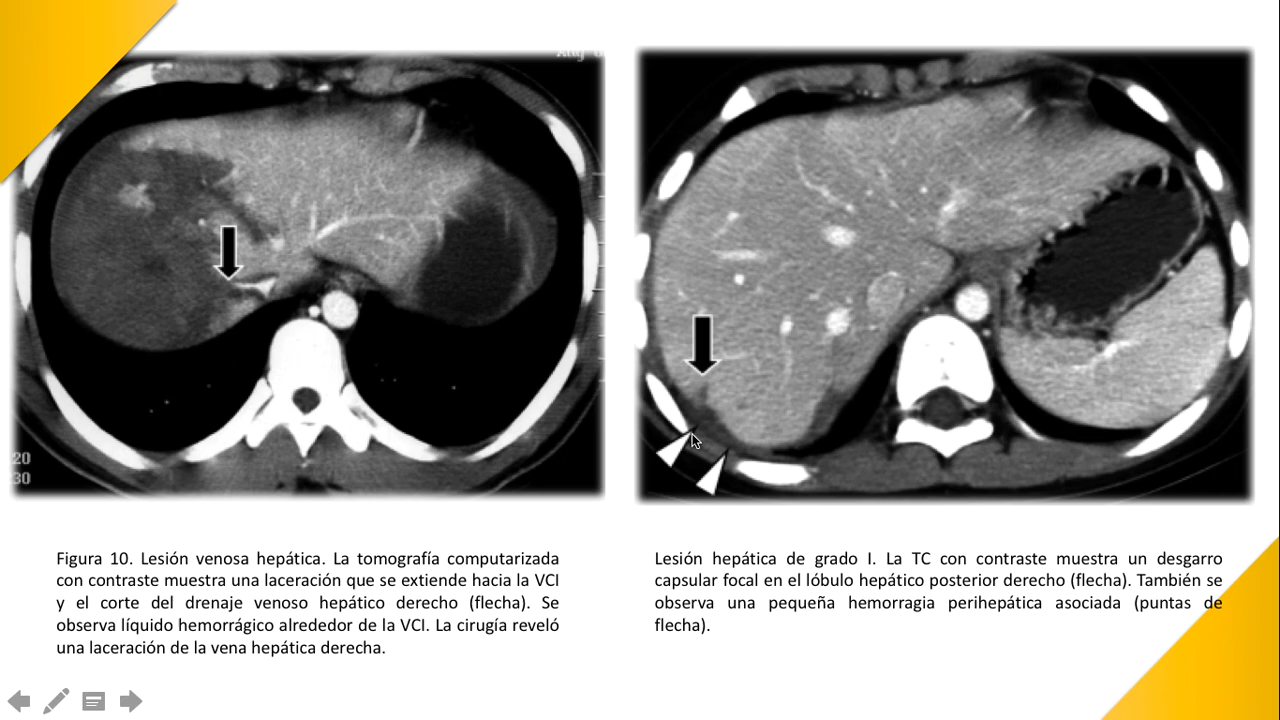 20
30
Figura 10. Lesión venosa hepática. La tomografía computarizada
con contraste muestra una laceración que se extiende hacia la VCI
y el corte del drenaje venoso hepático derecho (flecha). Se
observa líquido hemorrágico alrededor de la VCI. La cirugía reveló
una laceración de la vena hepática derecha.
Lesión hepática de grado I. La TC con contraste muestra un desgarro
capsular focal en el lóbulo hepático posterior derecho (flecha). También se
observa una pequeña hemorragia perihepática asociada (puntas de
flecha).